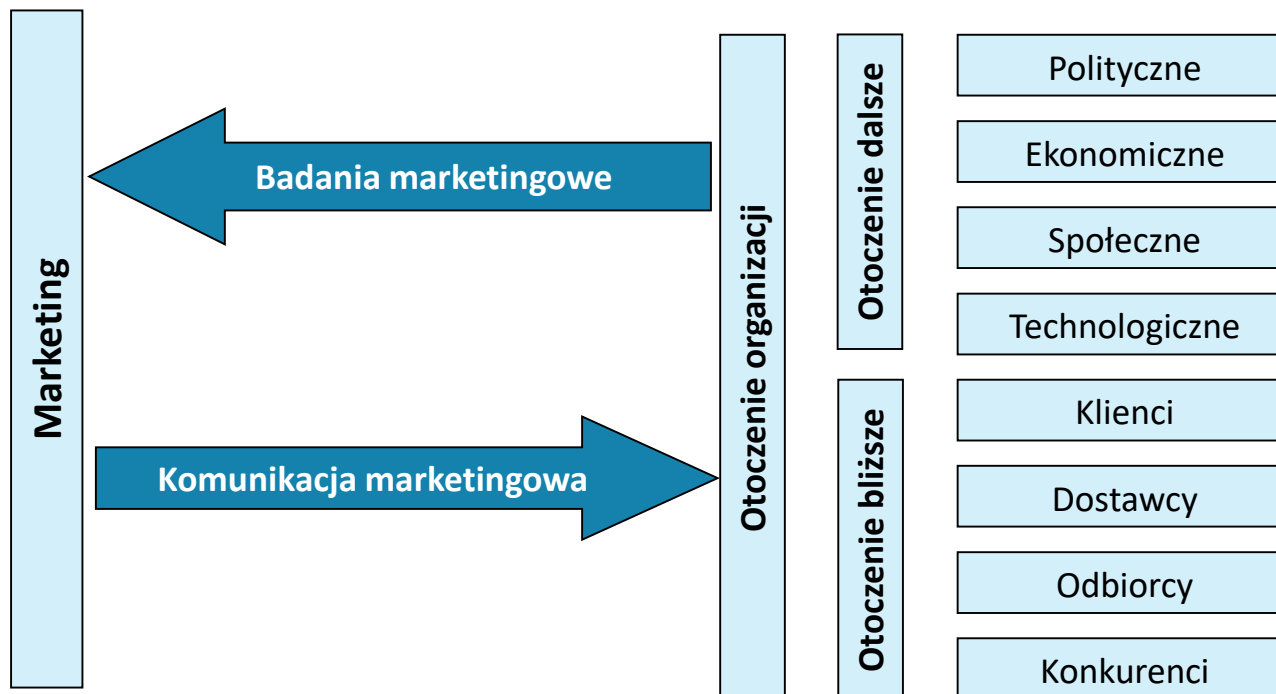 Marketing
Badania marketingowe
Komunikacja marketingowa
Otoczenie organizacji
Otoczenie dalsze
Polityczne
Ekonomiczne
Społeczne
Technologiczne
Otoczenie bliższe
Klienci
Dostawcy
Odbiorcy
Konkurenci